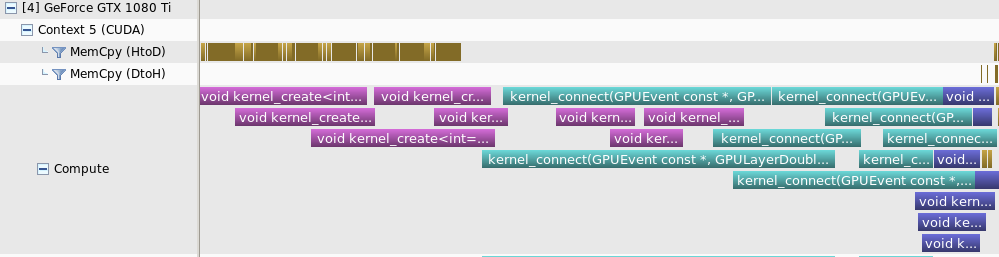 [4] GeForce GTX 1080 Ti
Context 5 (CUDA)
MemCpy (HtoD)
MemCpy (DtoH)
Compute
void kernel_create<int... void kernel_cr... kernel_connect(GPUEvent const *, GP... kernel_connect(GPUEv... void ...
void kernel_create... void ker... void kern... void kernel_... kernel_connect(GP...
void kernel_create<int=... void ker... kernel_connect(GP... kernel_connec...
kernel_connect(GPUEvent const *, GPULayerDoubl... kernel_c... void...
kernel_connect(GPUEvent const *,...
void kern...
void ke...
void k...